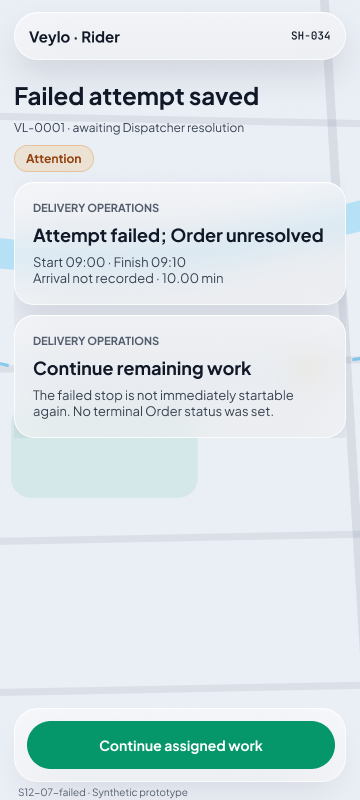 Veylo · Rider
SH-034
Failed attempt saved
VL-0001 · awaiting Dispatcher resolution
Attention
DELIVERY OPERATIONS
Attempt failed; Order unresolved
Start 09:00 · Finish 09:10
Arrival not recorded · 10.00 min
DELIVERY OPERATIONS
Continue remaining work
The failed stop is not immediately startable
again. No terminal Order status was set.
Continue assigned work
S12-07-failed · Synthetic prototype